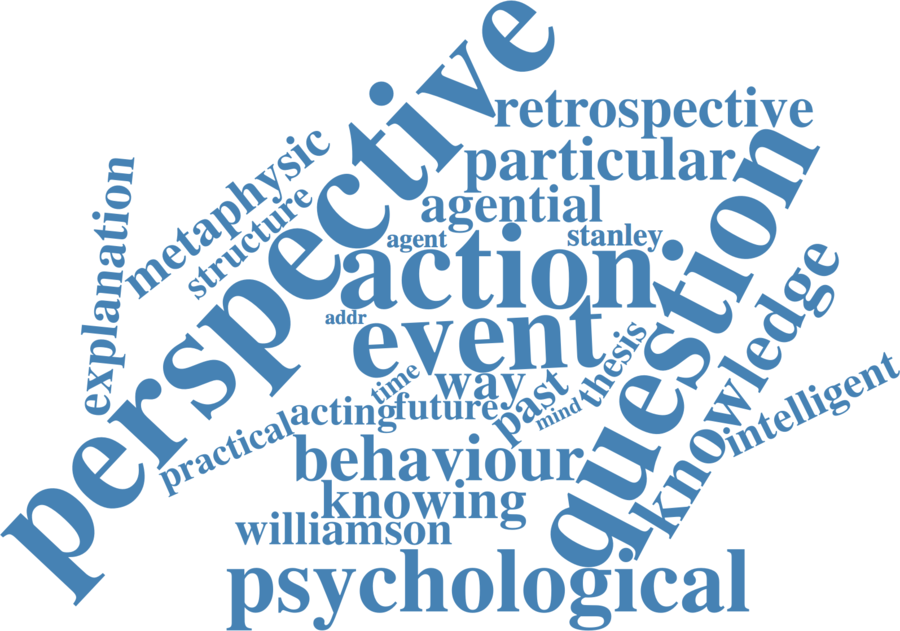 perspective
retrospective
particular
metaphysic
structure
explanation
agential
agent
stanley
action
question
addr
event
thesis
knowledge
time
way
past
mind
intelligent
practical
acting
future
behaviour
knowing
williamson
psychological